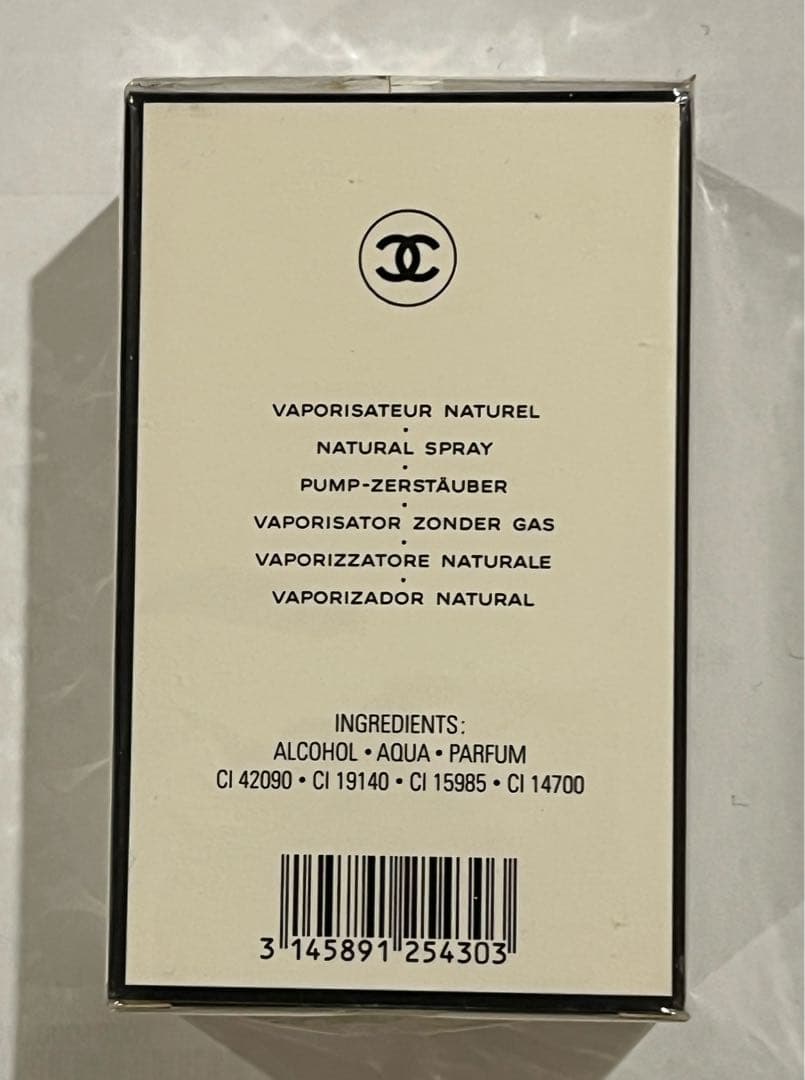 VAPORISATEUR NATUREL
•
NATURAL SPRAY
•
PUMP-ZERSTÄUBER
•
VAPORISATOR ZONDER GAS
•
VAPORIZZATORE NATURALE
•
VAPORIZADOR NATURAL
INGREDIENTS:
ALCOHOL • AQUA • PARFUM
CI 42090 • CI 19140 • CI 15985 • CI 14700
3 145891 254303